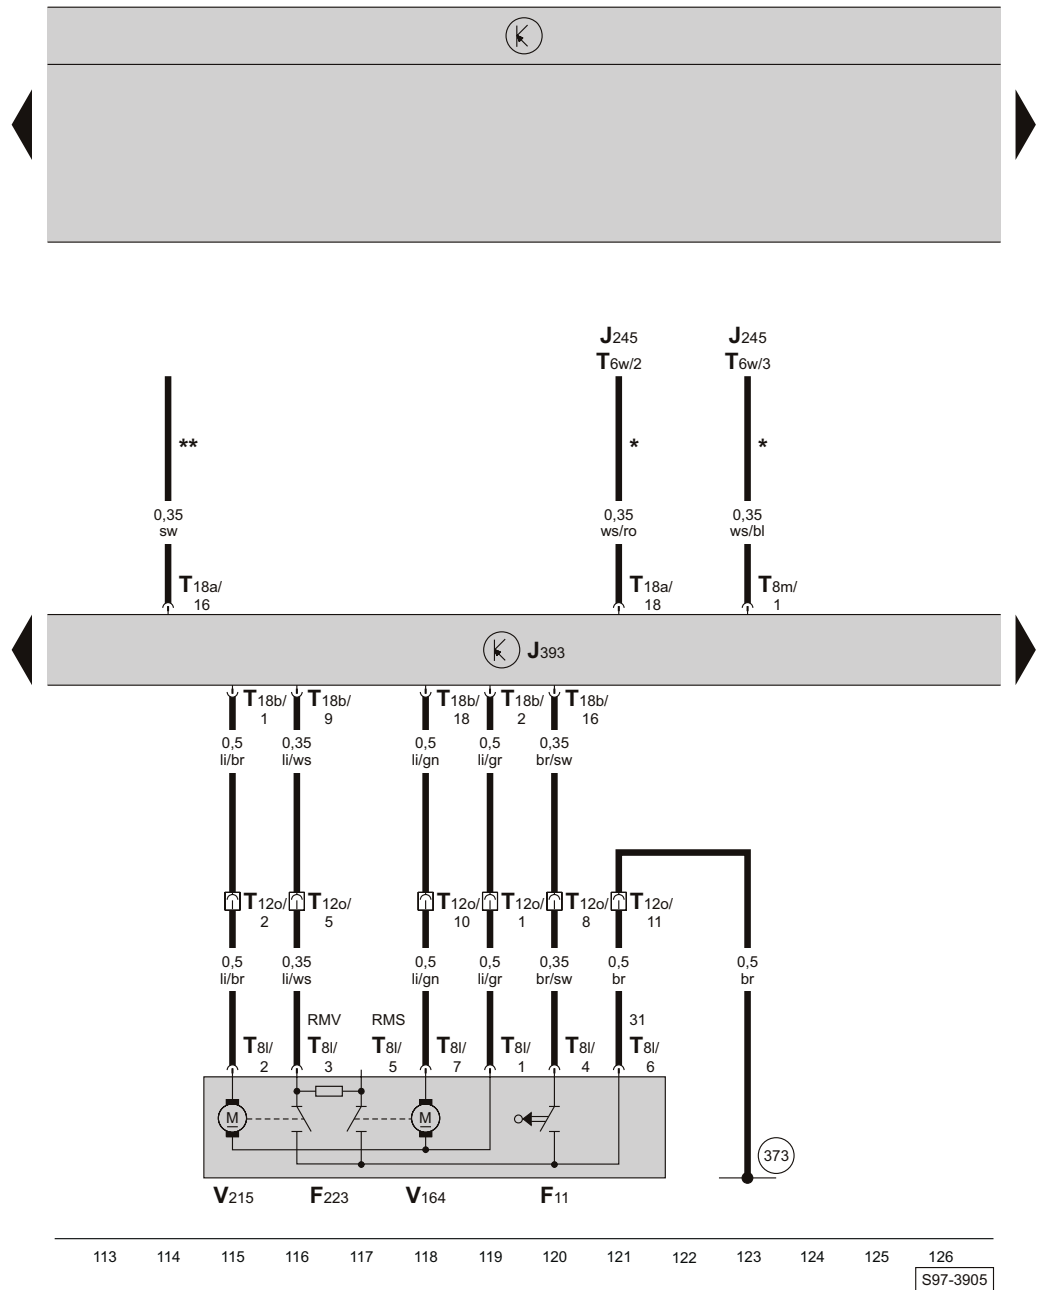 J245 J245
T6w/2 T6w/3
** * *
0,35 0,35 0,35
sw ws/ro ws/bl
T18a/ T18a/ T8m/
16 18 1
J393
T18b/ T18b/ T18b/ T18b/ T18b/
1 9 18 2 16
0,5 0,35 0,5 0,5 0,35
li/br li/ws li/gn li/gr br/sw
T12o/ T12o/ T12o/ T12o/ T12o/ T12o/
2 5 10 1 8 11
0,5 0,35 0,5 0,5 0,35 0,5 0,5
li/br li/ws li/gn li/gr br/sw br br
RMV RMS 31
T8l/ T8l/ T8l/ T8l/ T8l/ T8l/ T8l/
2 3 5 7 1 4 6
M M
373
V215 F223 V164 F11
113 114 115 116 117 118 119 120 121 122 123 124 125 126
S97-3905